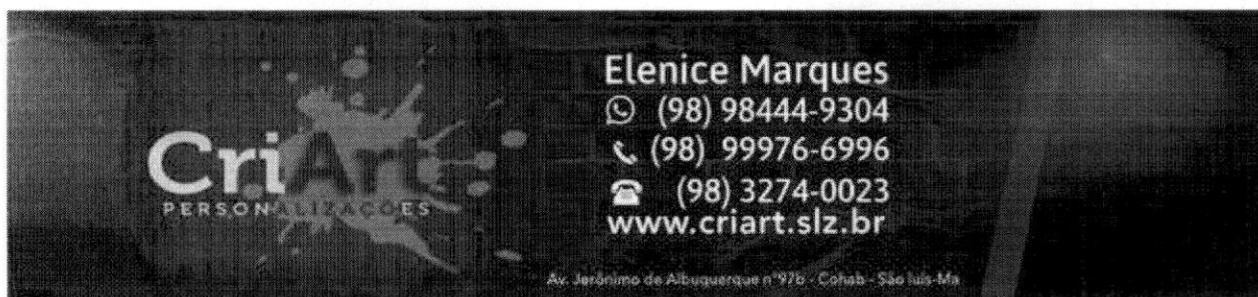 CriArt
PERSONALIZAÇÕES
Elenice Marques
(98) 98444-9304
(98) 99976-6996
(98) 3274-0023
www.criart.slz.br
Av. Jerônimo de Albuquerque n°97b - Cohab - São luís-Ma